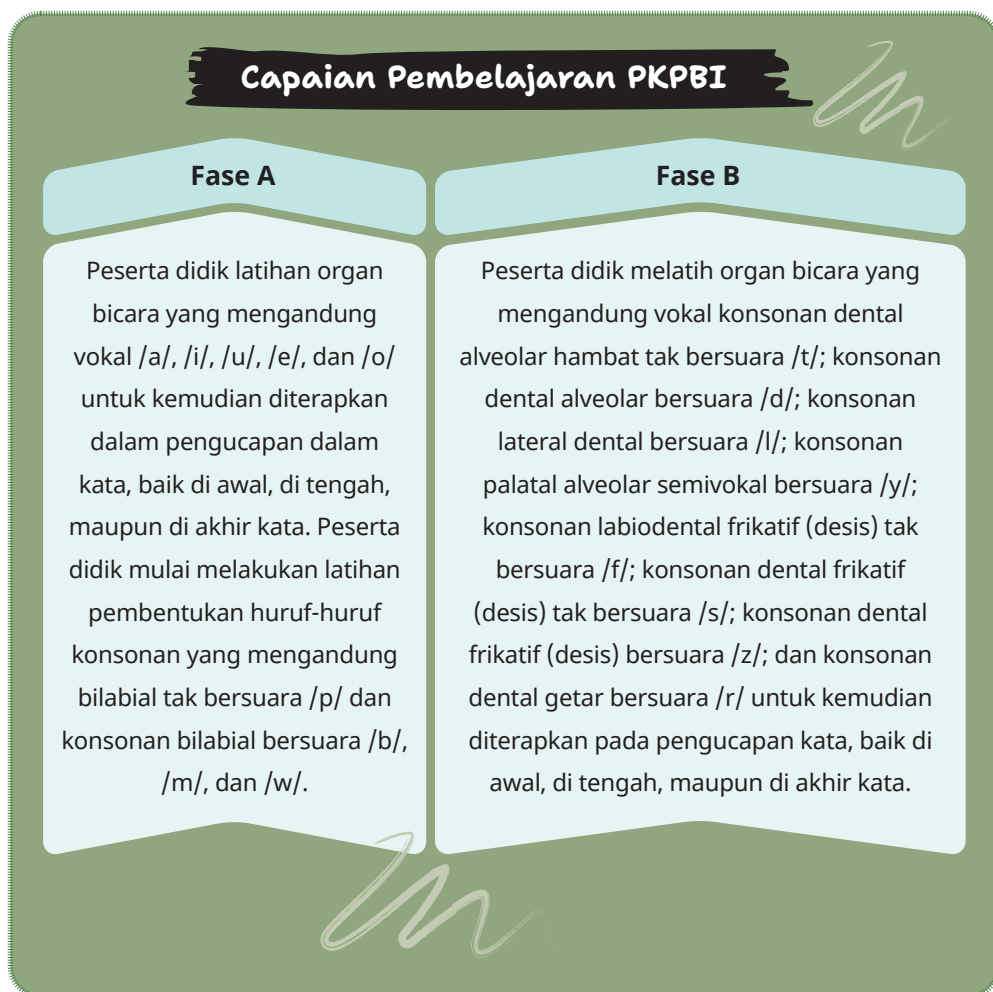 Capaian Pembelajaran PKPBI
Fase A
Peserta didik latihan organ
bicara yang mengandung
vokal /a/, /i/, /u/, /e/, dan /o/
untuk kemudian diterapkan
dalam pengucapan dalam
kata, baik di awal, di tengah,
maupun di akhir kata. Peserta
didik mulai melakukan latihan
pembentukan huruf-huruf
konsonan yang mengandung
bilabial tak bersuara /p/ dan
konsonan bilabial bersuara /b/,
/m/, dan /w/.
Fase B
Peserta didik melatih organ bicara yang
mengandung vokal konsonan dental
alveolar hambat tak bersuara /t/; konsonan
dental alveolar bersuara /d/; konsonan
lateral dental bersuara /l/; konsonan
palatal alveolar semivokal bersuara /y/;
konsonan labiodental frikatif (desis) tak
bersuara /f/; konsonan dental frikatif
(desis) tak bersuara /s/; konsonan dental
frikatif (desis) bersuara /z/; dan konsonan
dental getar bersuara /r/ untuk kemudian
diterapkan pada pengucapan kata, baik di
awal, di tengah, maupun di akhir kata.